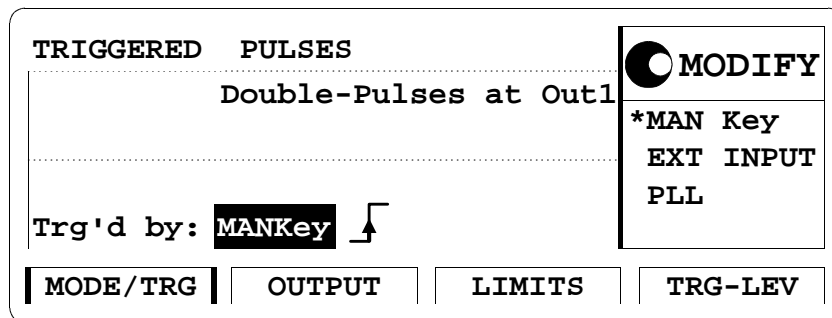 TRIGGERED PULSES
Double-Pulses at Out1
Trg'd by: MANKey
MODIFY
*MAN Key
EXT INPUT
PLL
MODE/TRG
OUTPUT
LIMITS
TRG-LEV